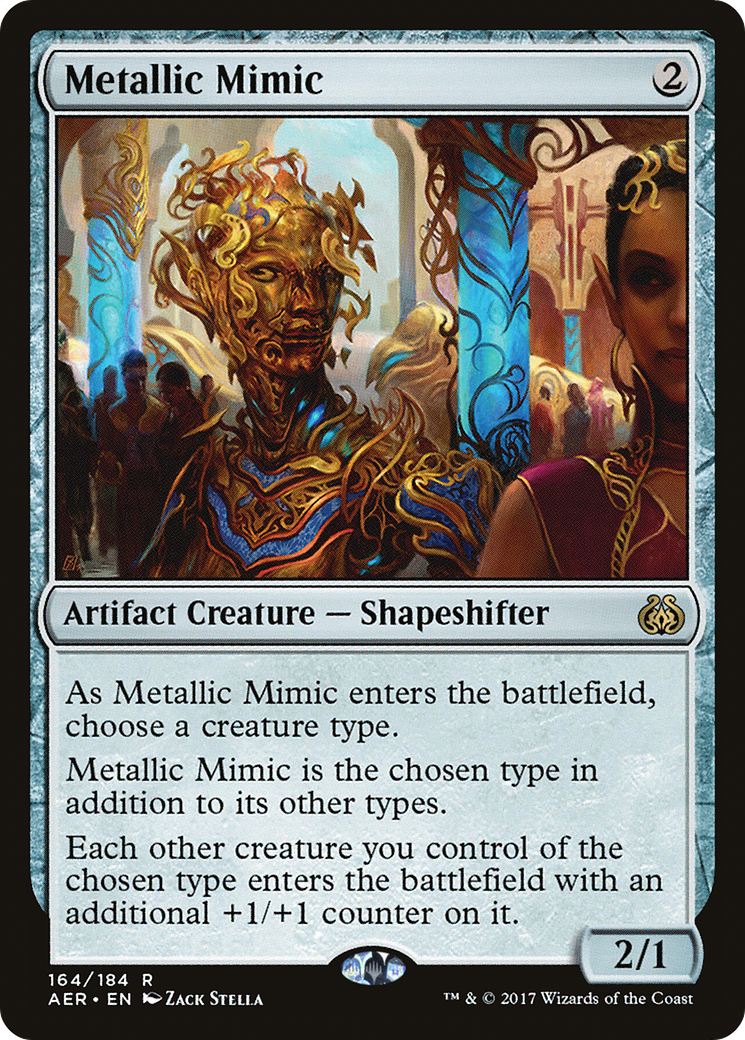 Metallic Mimic 2
Artifact Creature — Shapeshifter
As Metallic Mimic enters the battlefield,
choose a creature type.
Metallic Mimic is the chosen type in
addition to its other types.
Each other creature you control of the
chosen type enters the battlefield with an
additional +1/+1 counter on it.
2/1
164/184 R
AER • EN Zack Stella
™ & © 2017 Wizards of the Coast